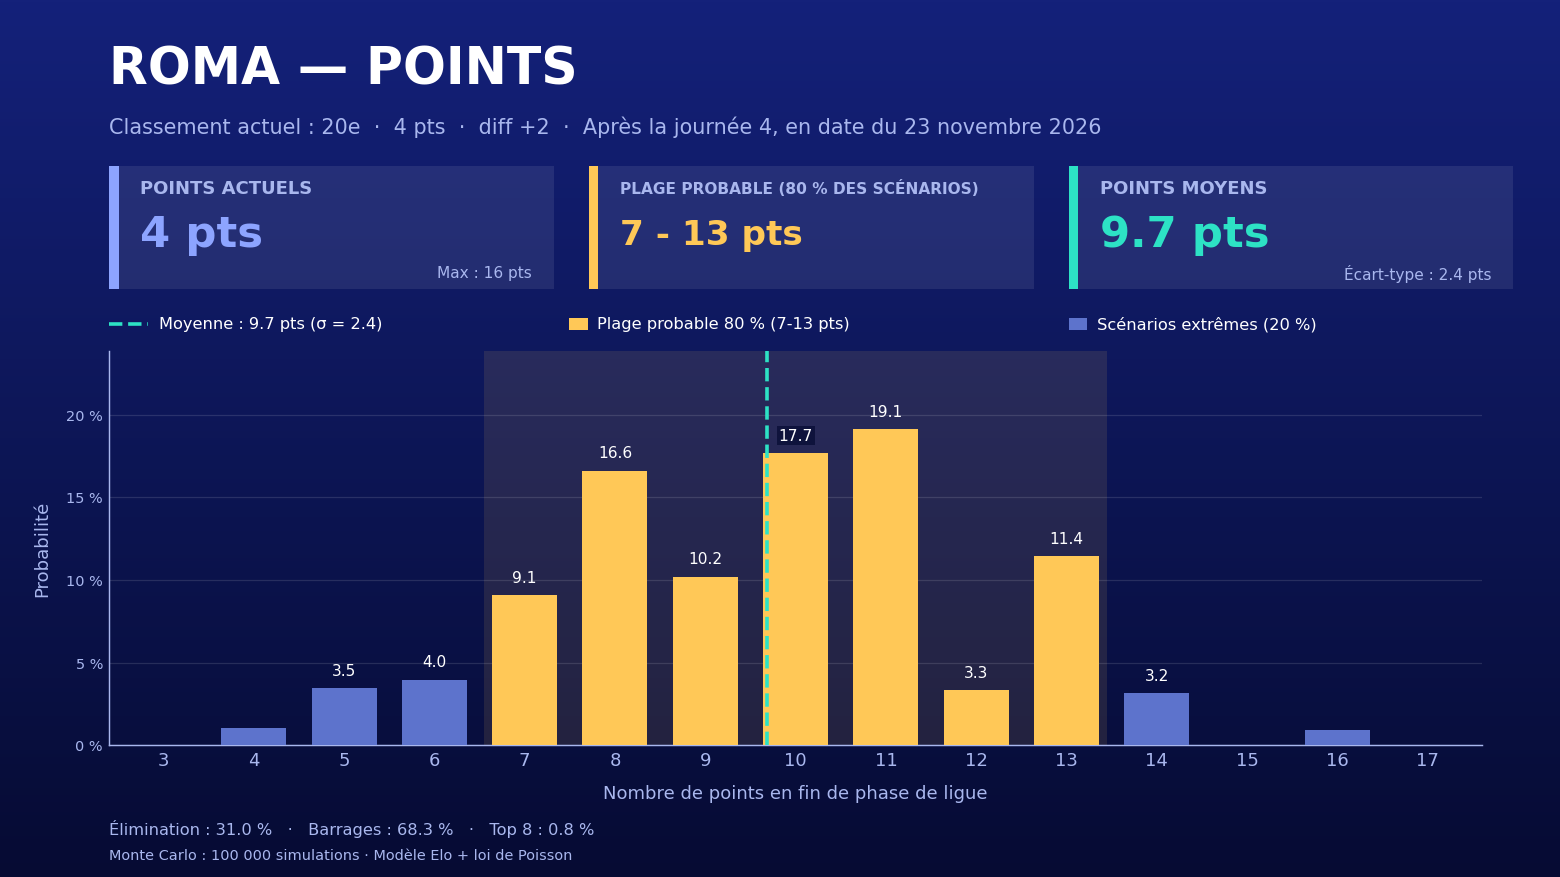 ROMA — POINTS
Classement actuel : 20e · 4 pts · diff +2 · Après la journée 4, en date du 23 novembre 2026
POINTS ACTUELS
4 pts
Max : 16 pts
PLAGE PROBABLE (80 % DES SCÉNARIOS)
7 - 13 pts
POINTS MOYENS
9.7 pts
Écart-type : 2.4 pts
Moyenne : 9.7 pts (σ = 2.4)
Plage probable 80 % (7-13 pts)
Scénarios extrêmes (20 %)
Probabilité
20 %
15 %
10 %
5 %
0 %
3.5
4.0
9.1
16.6
10.2
17.7
19.1
3.3
11.4
3.2
3 4 5 6 7 8 9 10 11 12 13 14 15 16 17
Nombre de points en fin de phase de ligue
Élimination : 31.0 % · Barrages : 68.3 % · Top 8 : 0.8 %
Monte Carlo : 100 000 simulations · Modèle Elo + loi de Poisson